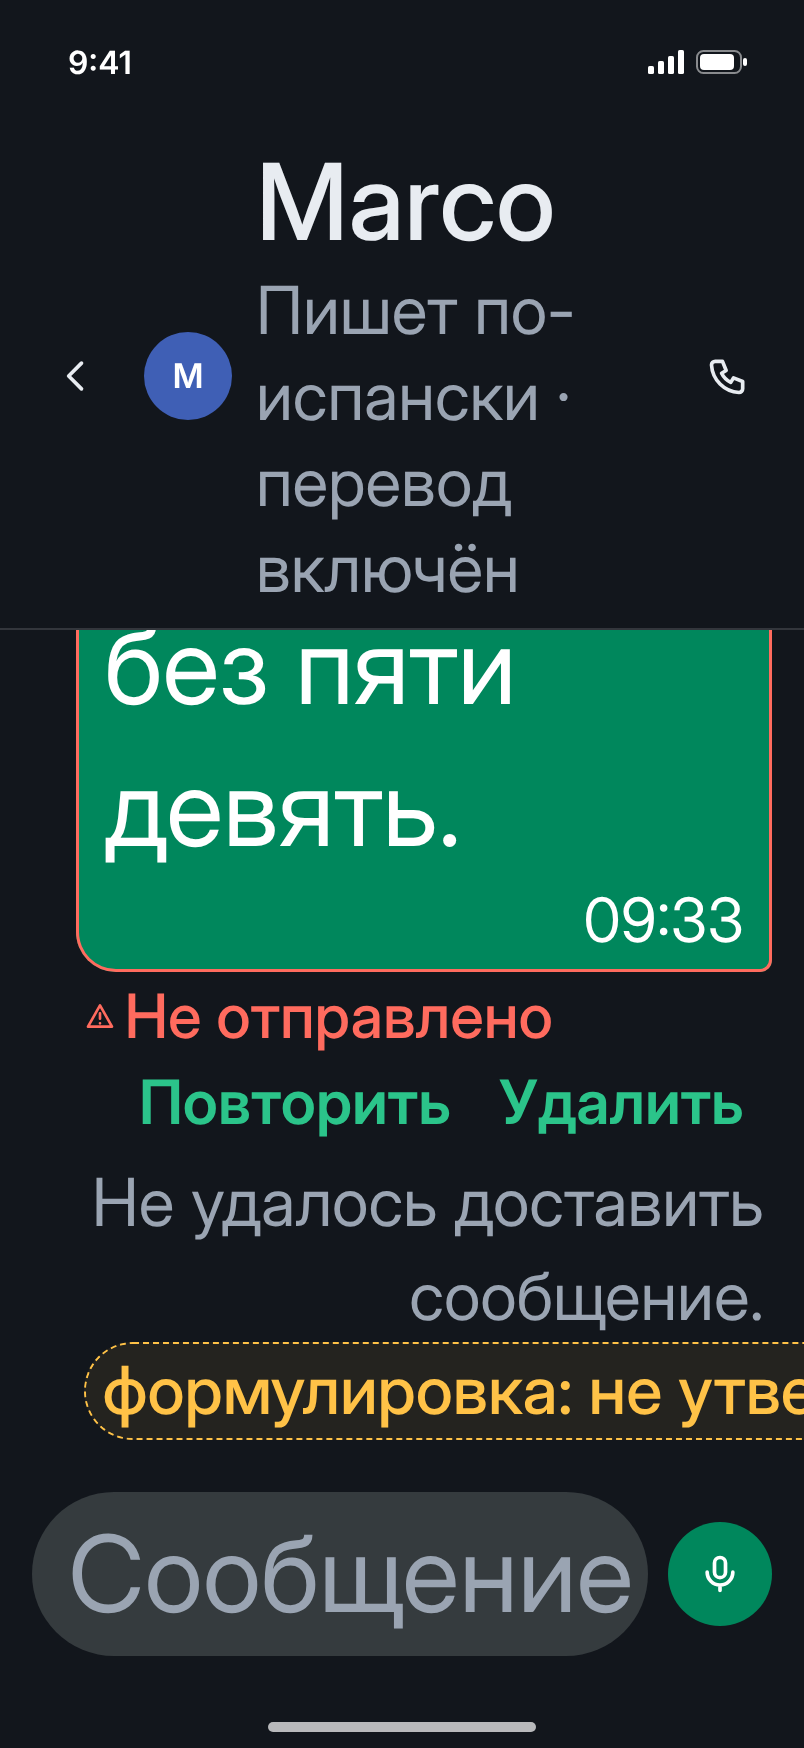 9:41
Marco
Пишет по-
испански ·
перевод
включён
M
без пяти
девять.
09:33
Не отправлено
Повторить Удалить
Не удалось доставить
сообщение.
формулировка: не утве
Сообщение